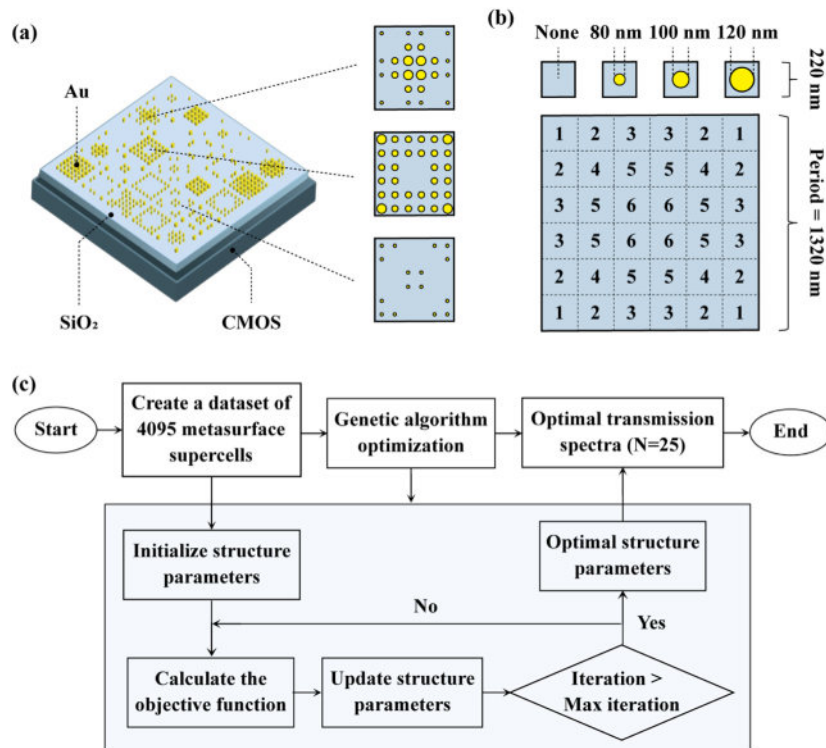 (a)
Au
SiO₂
CMOS
(b)
None 80 nm 100 nm 120 nm
220 nm
1 2 3 3 2 1
2 4 5 5 4 2
3 5 6 6 5 3
3 5 6 6 5 3
2 4 5 5 4 2
1 2 3 3 2 1
Period = 1320 nm
(c)
Start
Create a dataset of
4095 metasurface
supercells
Genetic algorithm
optimization
Optimal transmission
spectra (N=25)
End
Initialize structure
parameters
Optimal structure
parameters
No
Yes
Calculate the
objective function
Update structure
parameters
Iteration >
Max iteration